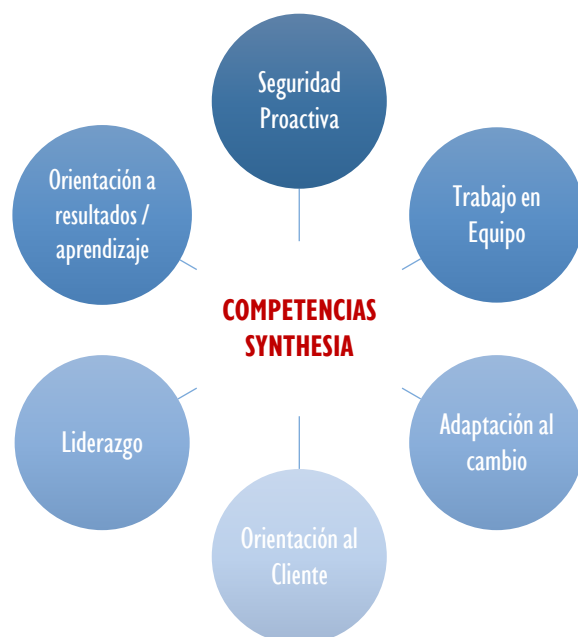 Seguridad
Proactiva
Orientación a
resultados /
aprendizaje
Trabajo en
Equipo
COMPETENCIAS
SYNTHESIA
Liderazgo
Adaptación al
cambio
Orientación al
Cliente